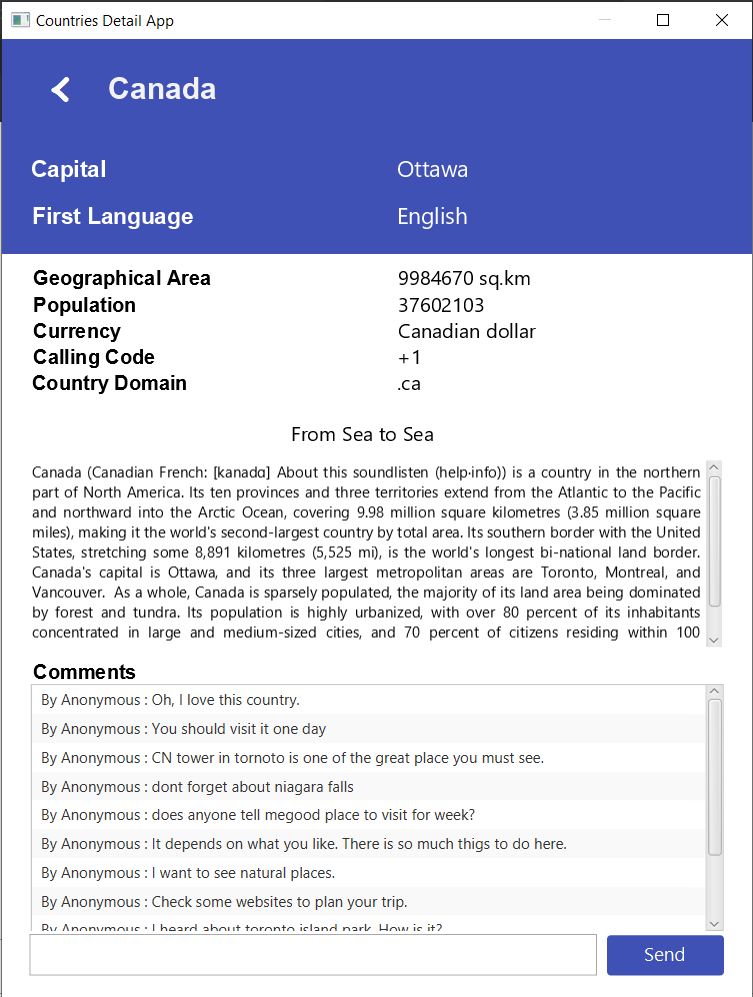 Countries Detail App
Canada
Capital Ottawa
First Language English
Geographical Area 9984670 sq.km
Population 37602103
Currency Canadian dollar
Calling Code +1
Country Domain .ca
From Sea to Sea
Canada (Canadian French: [kanadɑ] About this soundlisten (help·info)) is a country in the northern
part of North America. Its ten provinces and three territories extend from the Atlantic to the Pacific
and northward into the Arctic Ocean, covering 9.98 million square kilometres (3.85 million square
miles), making it the world's second-largest country by total area. Its southern border with the United
States, stretching some 8,891 kilometres (5,525 mi), is the world's longest bi-national land border.
Canada's capital is Ottawa, and its three largest metropolitan areas are Toronto, Montreal, and
Vancouver.  As a whole, Canada is sparsely populated, the majority of its land area being dominated
by forest and tundra. Its population is highly urbanized, with over 80 percent of its inhabitants
concentrated in large and medium-sized cities, and 70 percent of citizens residing within 100
Comments
By Anonymous : Oh, I love this country.
By Anonymous : You should visit it one day
By Anonymous : CN tower in tornoto is one of the great place you must see.
By Anonymous : dont forget about niagara falls
By Anonymous : does anyone tell megood place to visit for week?
By Anonymous : It depends on what you like. There is so much thigs to do here.
By Anonymous : I want to see natural places.
By Anonymous : Check some websites to plan your trip.
By Anonymous : I heard about toronto island park. How is it?
Send